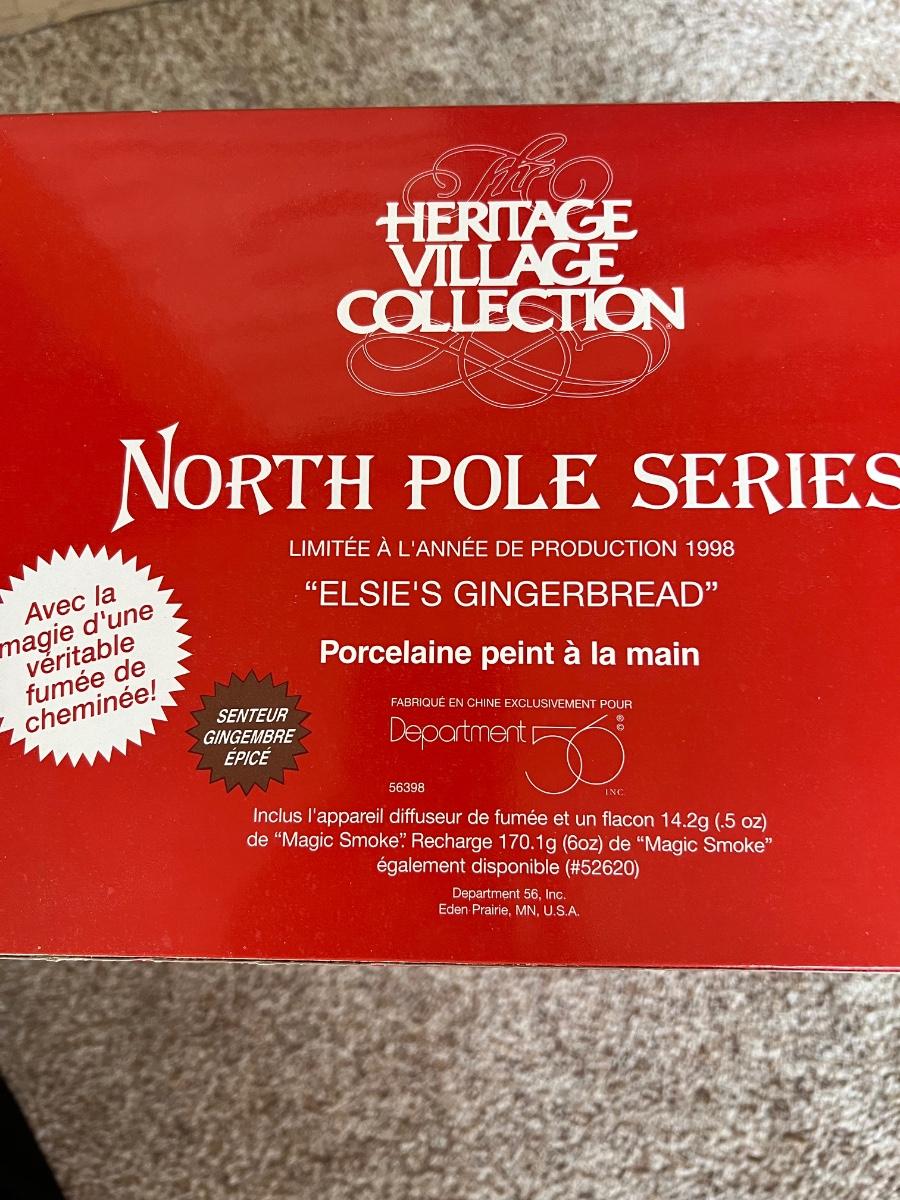 The
HERITAGE
VILLAGE
COLLECTION®
NORTH POLE SERIES
LIMITÉE À L'ANNÉE DE PRODUCTION 1998
“ELSIE'S GINGERBREAD”
Porcelaine peint à la main
Avec la
magie d'une
véritable
fumée de
cheminée!
SENTEUR
GINGEMBRE
ÉPICÉ
FABRIQUÉ EN CHINE EXCLUSIVEMENT POUR
Department 56 ® ©
INC.
56398
Inclus l'appareil diffuseur de fumée et un flacon 14.2g (.5 oz)
de “Magic Smoke”. Recharge 170.1g (6oz) de “Magic Smoke”
également disponible (#52620)
Department 56, Inc.
Eden Prairie, MN, U.S.A.